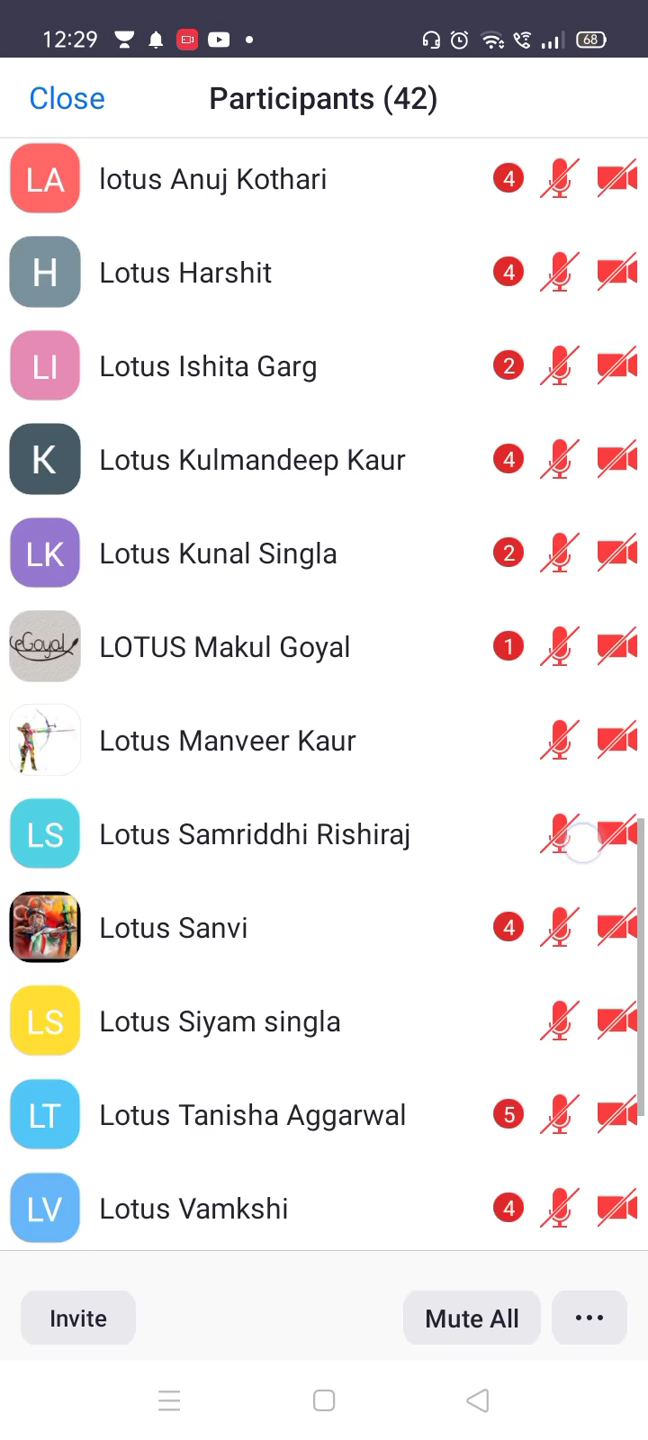 12:29 68
Close Participants (42)
LA lotus Anuj Kothari 4
H Lotus Harshit 4
LI Lotus Ishita Garg 2
K Lotus Kulmandeep Kaur 4
LK Lotus Kunal Singla 2
eGoyal LOTUS Makul Goyal 1
Lotus Manveer Kaur
LS Lotus Samriddhi Rishiraj
Lotus Sanvi 4
LS Lotus Siyam singla
LT Lotus Tanisha Aggarwal 5
LV Lotus Vamkshi 4
Invite Mute All ...